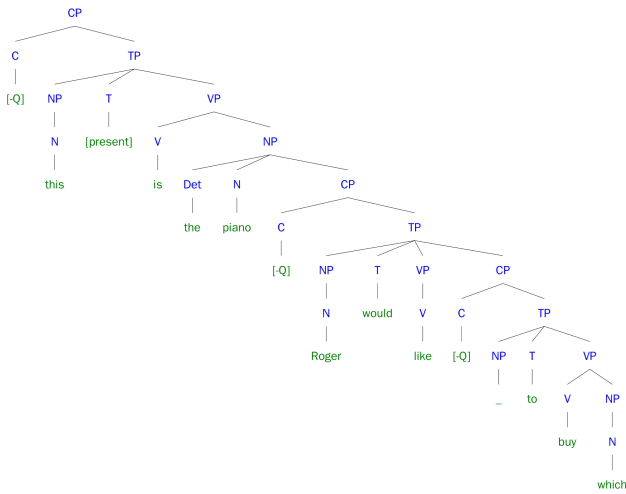 CP
C TP
[-Q] NP T VP
N [present] V NP
this is Det N CP
the piano C TP
[-Q] NP T VP CP
N would V C TP
Roger like [-Q] NP T VP
_ to V NP
buy N
which